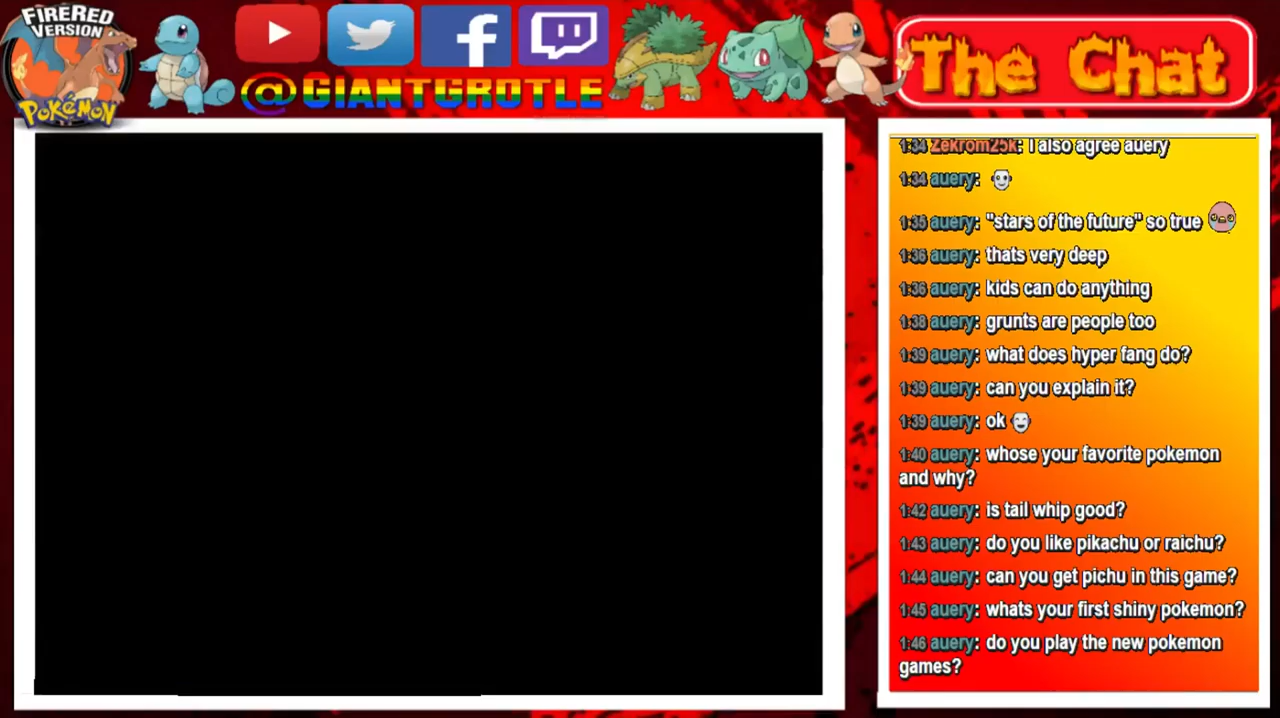 FIRERED
VERSION
POKéMON
@GIANTGROTLE
The Chat
1:34 Zekrom25k: I also agree auery
1:34 auery:
1:35 auery: "stars of the future" so true
1:36 auery: thats very deep
1:36 auery: kids can do anything
1:38 auery: grunts are people too
1:39 auery: what does hyper fang do?
1:39 auery: can you explain it?
1:39 auery: ok
1:40 auery: whose your favorite pokemon
and why?
1:42 auery: is tail whip good?
1:43 auery: do you like pikachu or raichu?
1:44 auery: can you get pichu in this game?
1:45 auery: whats your first shiny pokemon?
1:46 auery: do you play the new pokemon
games?